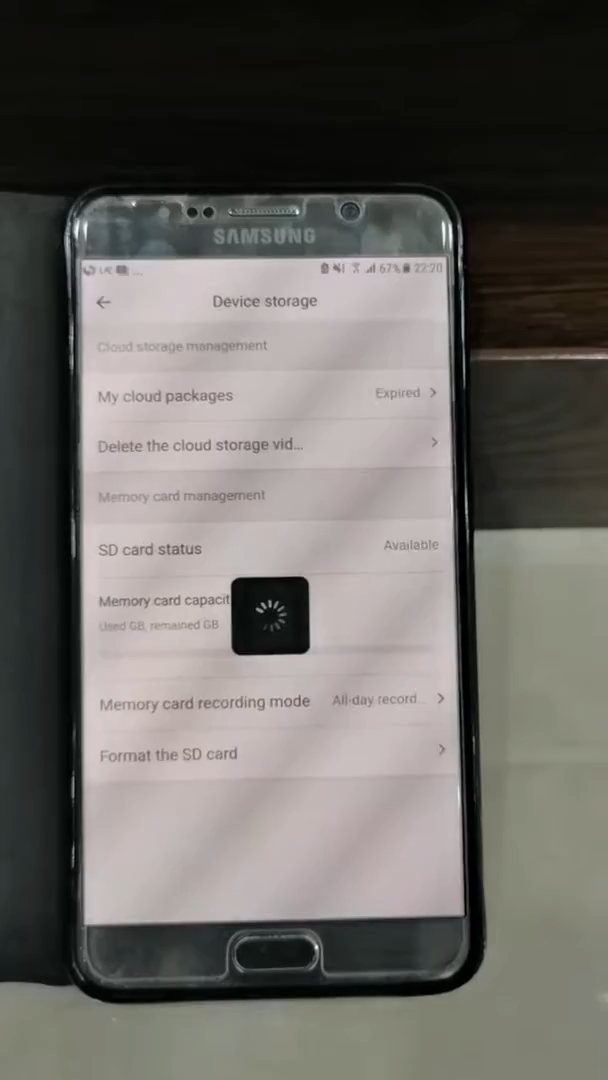 SAMSUNG
67% 22:20
Device storage
Cloud storage management
My cloud packages Expired
Delete the cloud storage vid...
Memory card management
SD card status Available
Memory card capacit
Used GB, remained GB
Memory card recording mode All-day record...
Format the SD card